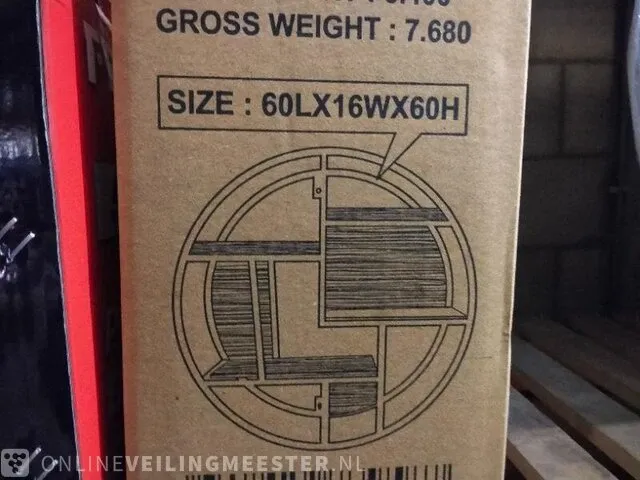 GROSS WEIGHT : 7.680
SIZE : 60LX16WX60H
ONLINEVEILINGMEESTER.NL